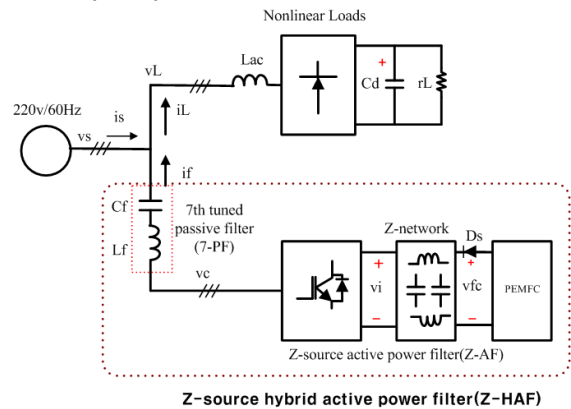 Nonlinear Loads
Lac
vL
+
Cd
rL
220v/60Hz
is
iL
vs
if
Cf
7th tuned
passive filter
(7-PF)
Lf
Z-network
Ds
vc
+
vi
−
+
vfc
−
PEMFC
Z-source active power filter(Z-AF)
Z-source hybrid active power filter(Z-HAF)